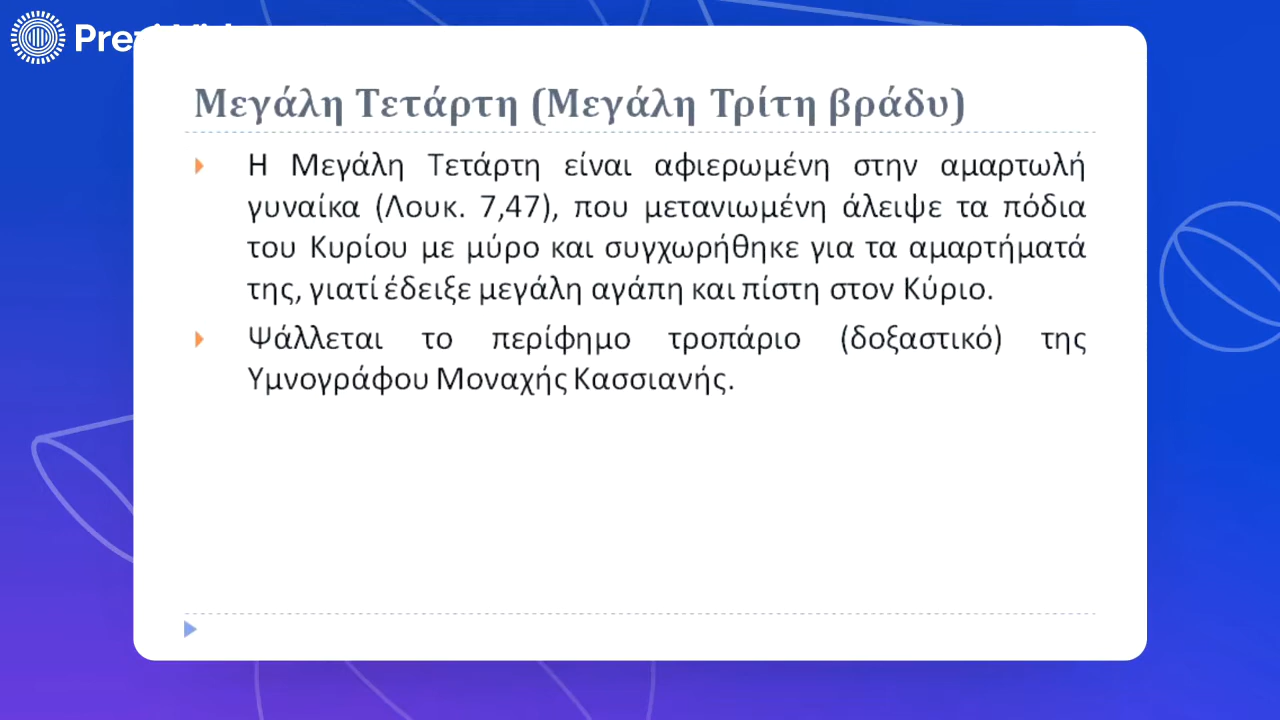 Μεγάλη Τετάρτη (Μεγάλη Τρίτη βράδυ)
Η Μεγάλη Τετάρτη είναι αφιερωμένη στην αμαρτωλή
γυναίκα (Λουκ. 7,47), που μετανιωμένη άλειψε τα πόδια
του Κυρίου με μύρο και συγχωρήθηκε για τα αμαρτήματά
της, γιατί έδειξε μεγάλη αγάπη και πίστη στον Κύριο.
Ψάλλεται το περίφημο τροπάριο (δοξαστικό) της
Υμνογράφου Μοναχής Κασσιανής.